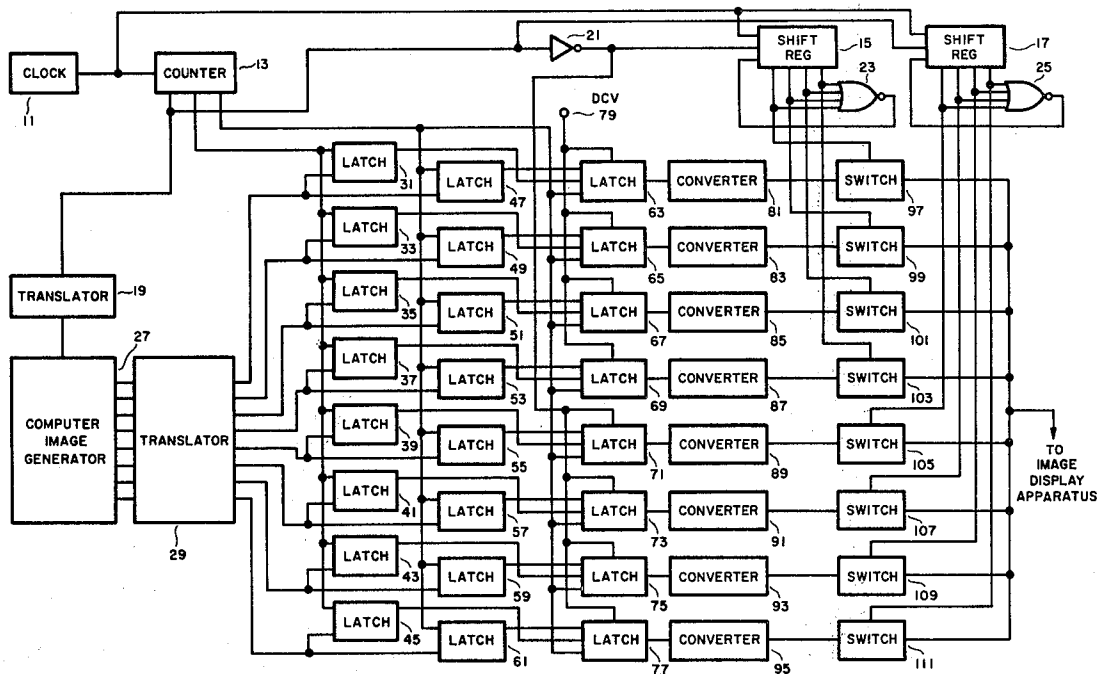 CLOCK
11
COUNTER
13
21
SHIFT
REG
15
23
SHIFT
REG
17
25
DCV
79
LATCH
31
LATCH
47
LATCH
63
CONVERTER
81
SWITCH
97
LATCH
33
LATCH
49
LATCH
65
CONVERTER
83
SWITCH
99
TRANSLATOR
19
LATCH
35
LATCH
51
LATCH
67
CONVERTER
85
SWITCH
101
27
LATCH
37
LATCH
53
LATCH
69
CONVERTER
87
SWITCH
103
COMPUTER
IMAGE
GENERATOR
TRANSLATOR
29
LATCH
39
LATCH
55
LATCH
71
CONVERTER
89
SWITCH
105
TO
IMAGE
DISPLAY
APPARATUS
LATCH
41
LATCH
57
LATCH
73
CONVERTER
91
SWITCH
107
LATCH
43
LATCH
59
LATCH
75
CONVERTER
93
SWITCH
109
LATCH
45
LATCH
61
LATCH
77
CONVERTER
95
SWITCH
111